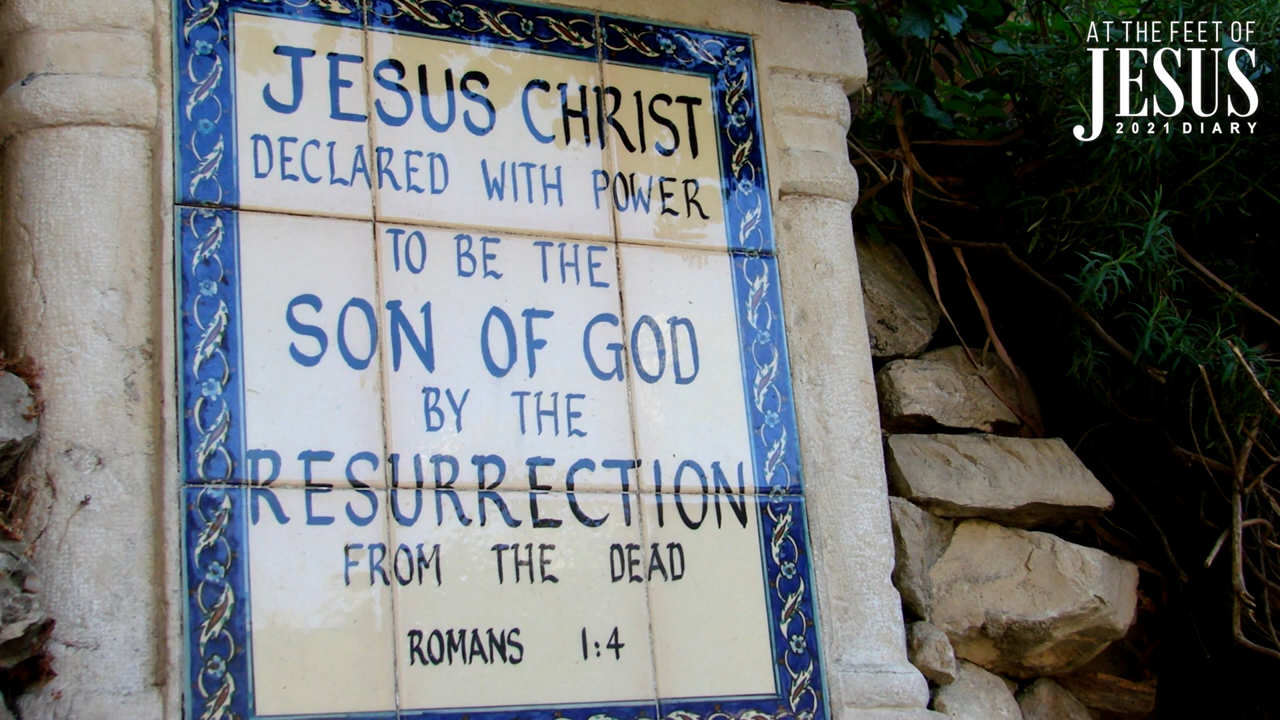 JESUS CHRIST
DECLARED WITH POWER
TO BE THE
SON OF GOD
BY THE
RESURRECTION
FROM THE DEAD
ROMANS 1:4
AT THE FEET OF
JESUS
2021 DIARY